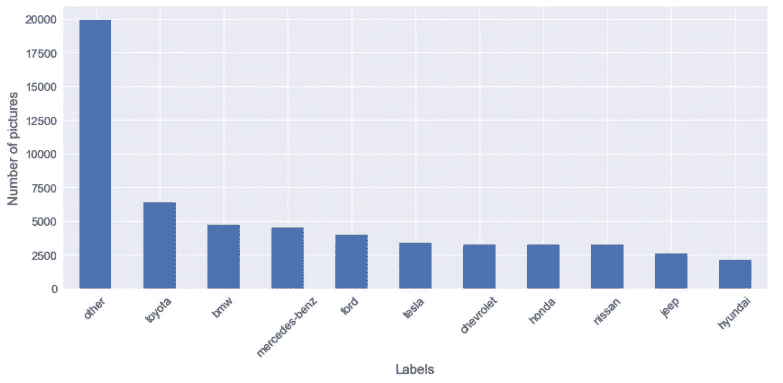 20000
17500
15000
12500
10000
7500
5000
2500
0
Number of pictures
other
toyota
bmw
mercedes-benz
ford
tesla
chevrolet
honda
nissan
jeep
hyundai
Labels